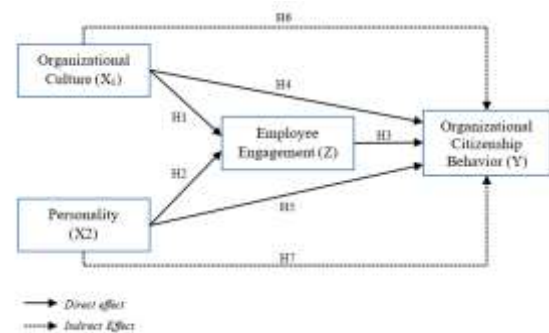 H6
Organizational
Culture (X₁)
H4
H1
Employee
Engagement (Z)
H3
Organizational
Citizenship
Behavior (Y)
H2
H5
Personality
(X2)
H7
Direct effect
Indirect Effect